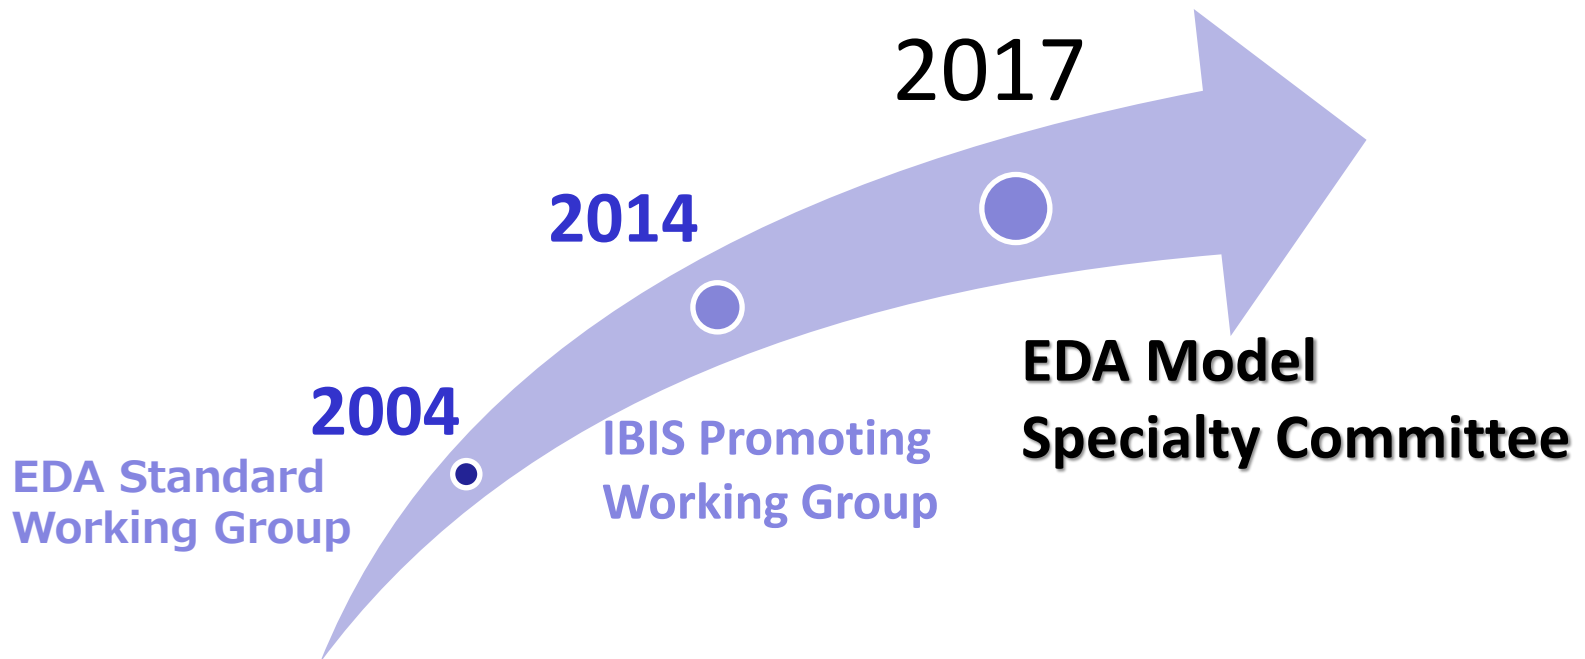 2017
2014
2004
EDA Standard
Working Group
IBIS Promoting
Working Group
EDA Model
Specialty Committee